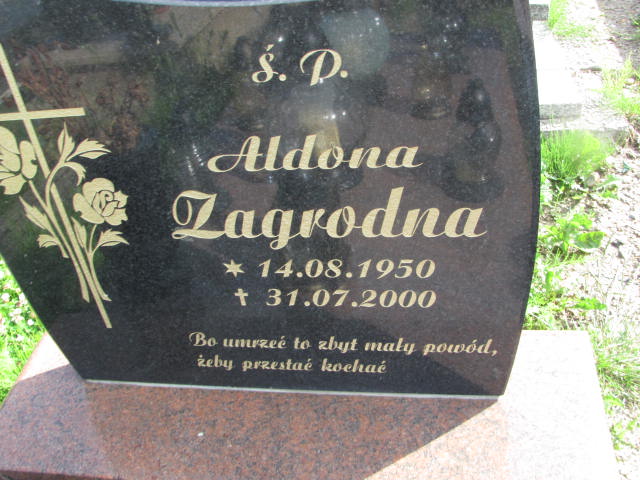 Ś. P.
Aldona
Zagrodna
✶ 14.08.1950
✝ 31.07.2000
Bo umrzeć to zbyt mały powód,
żeby przestać kochać